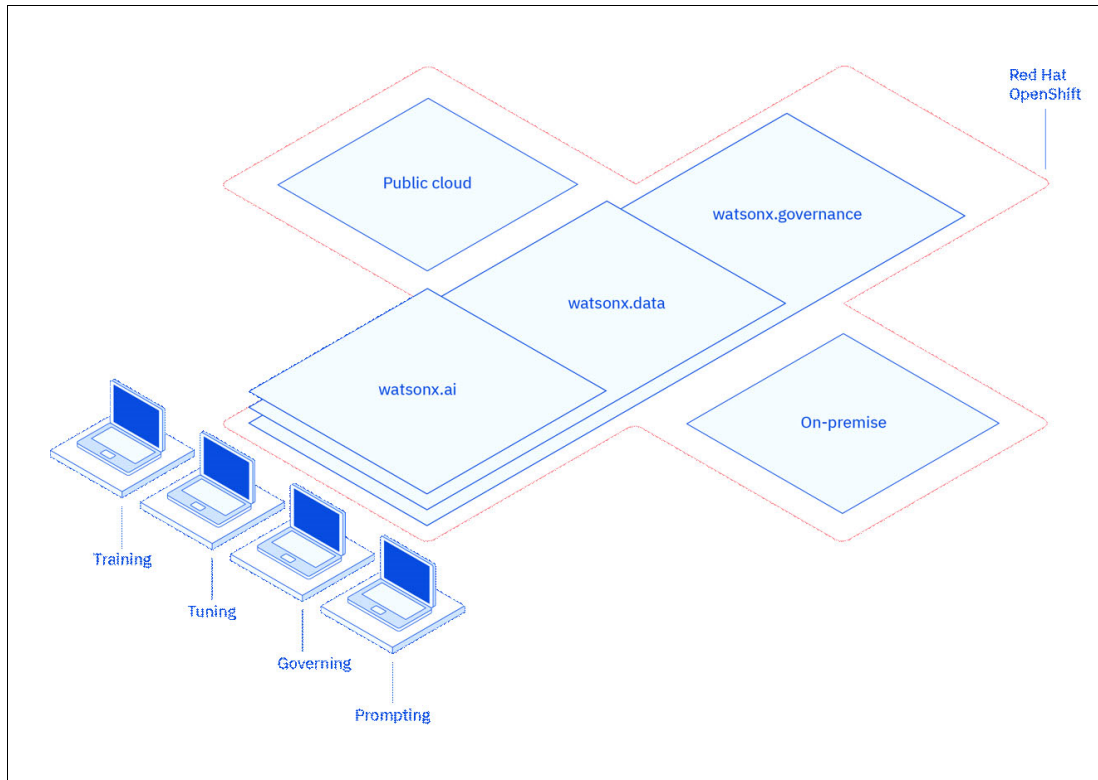 Red Hat
OpenShift
Public cloud
watsonx.governance
watsonx.data
watsonx.ai
On-premise
Training
Tuning
Governing
Prompting